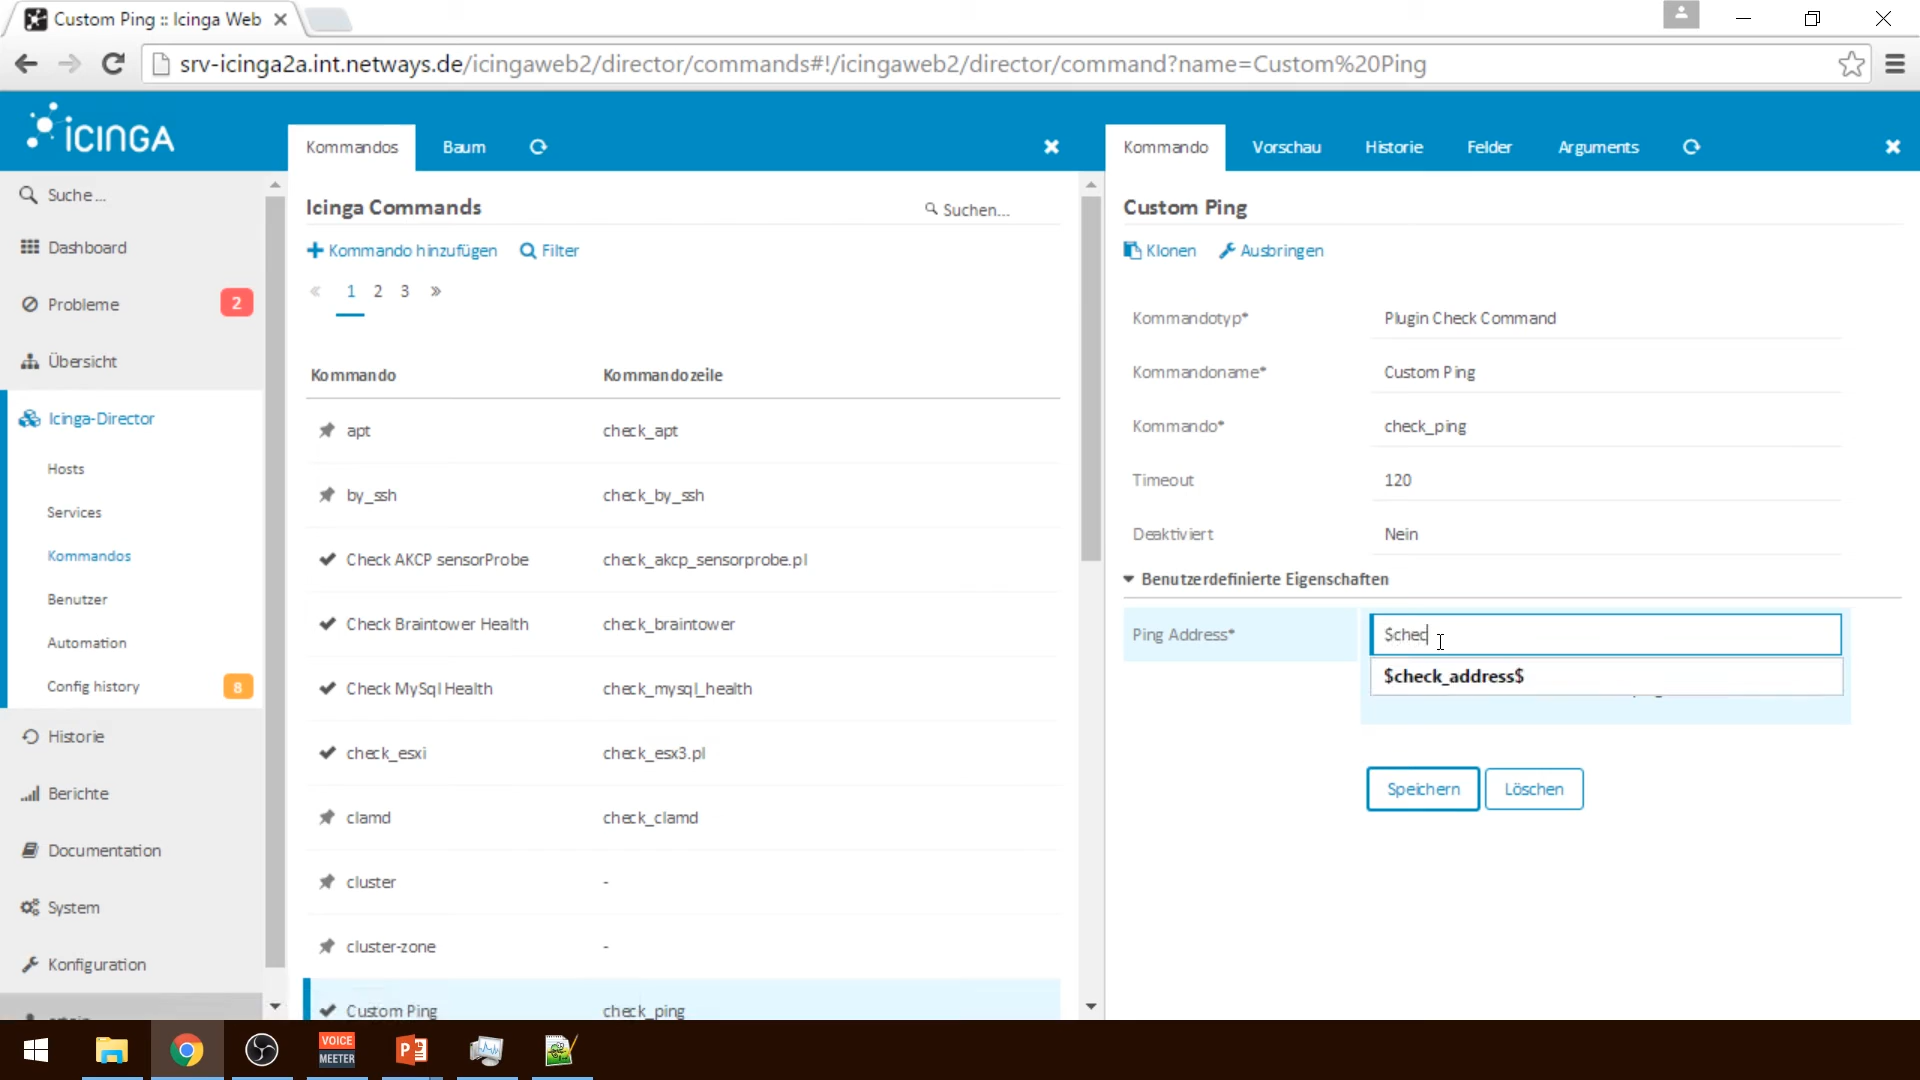 Custom Ping :: Icinga Web
srv-icinga2a.int.netways.de/icingaweb2/director/commands#!/icingaweb2/director/command?name=Custom%20Ping
ICINGA
Suche ...
Dashboard
Probleme 2
Übersicht
Icinga-Director
Hosts
Services
Kommandos
Benutzer
Automation
Config history 8
Historie
Berichte
Documentation
System
Konfiguration
Kommandos Baum
Icinga Commands Suchen...
Kommando hinzufügen Filter
« 1 2 3 »
Kommando Kommandozeile
apt check_apt
by_ssh check_by_ssh
Check AKCP sensorProbe check_akcp_sensorprobe.pl
Check Braintower Health check_braintower
Check MySql Health check_mysql_health
check_esxi check_esx3.pl
clamd check_clamd
cluster -
cluster-zone -
Custom Ping check_ping
Kommando Vorschau Historie Felder Arguments
Custom Ping
Klonen Ausbringen
Kommandotyp* Plugin Check Command
Kommandoname* Custom Ping
Kommando* check_ping
Timeout 120
Deaktiviert Nein
Benutzerdefinierte Eigenschaften
Ping Address* $chec
$check_address$
Speichern Löschen
VOICE
MEETER